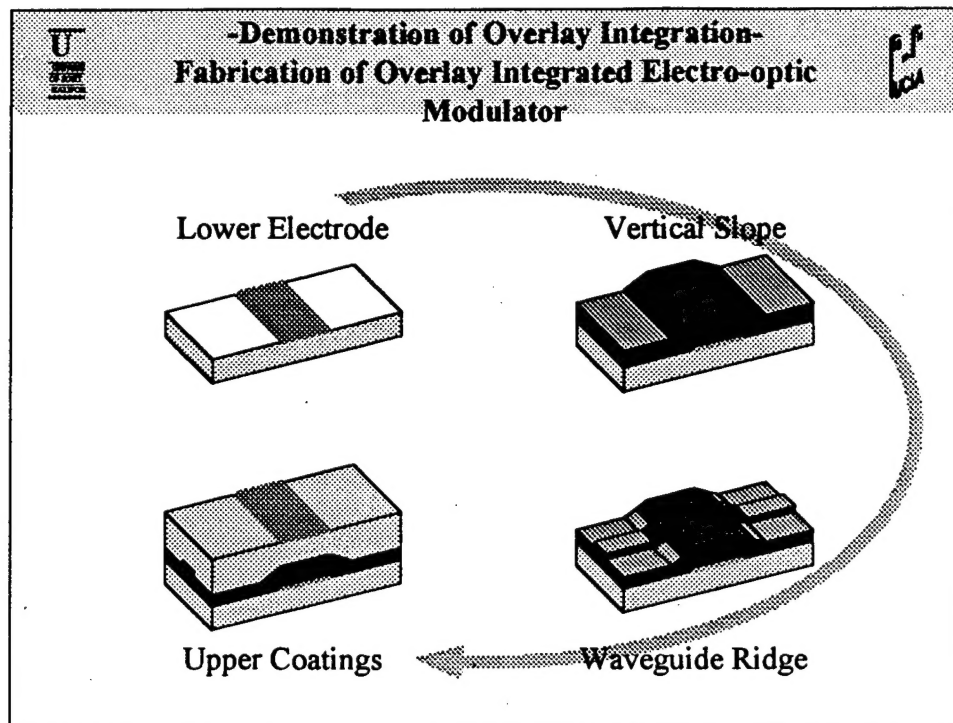 -Demonstration of Overlay Integration-
Fabrication of Overlay Integrated Electro-optic
Modulator
Lower Electrode
Vertical Slope
Upper Coatings
Waveguide Ridge